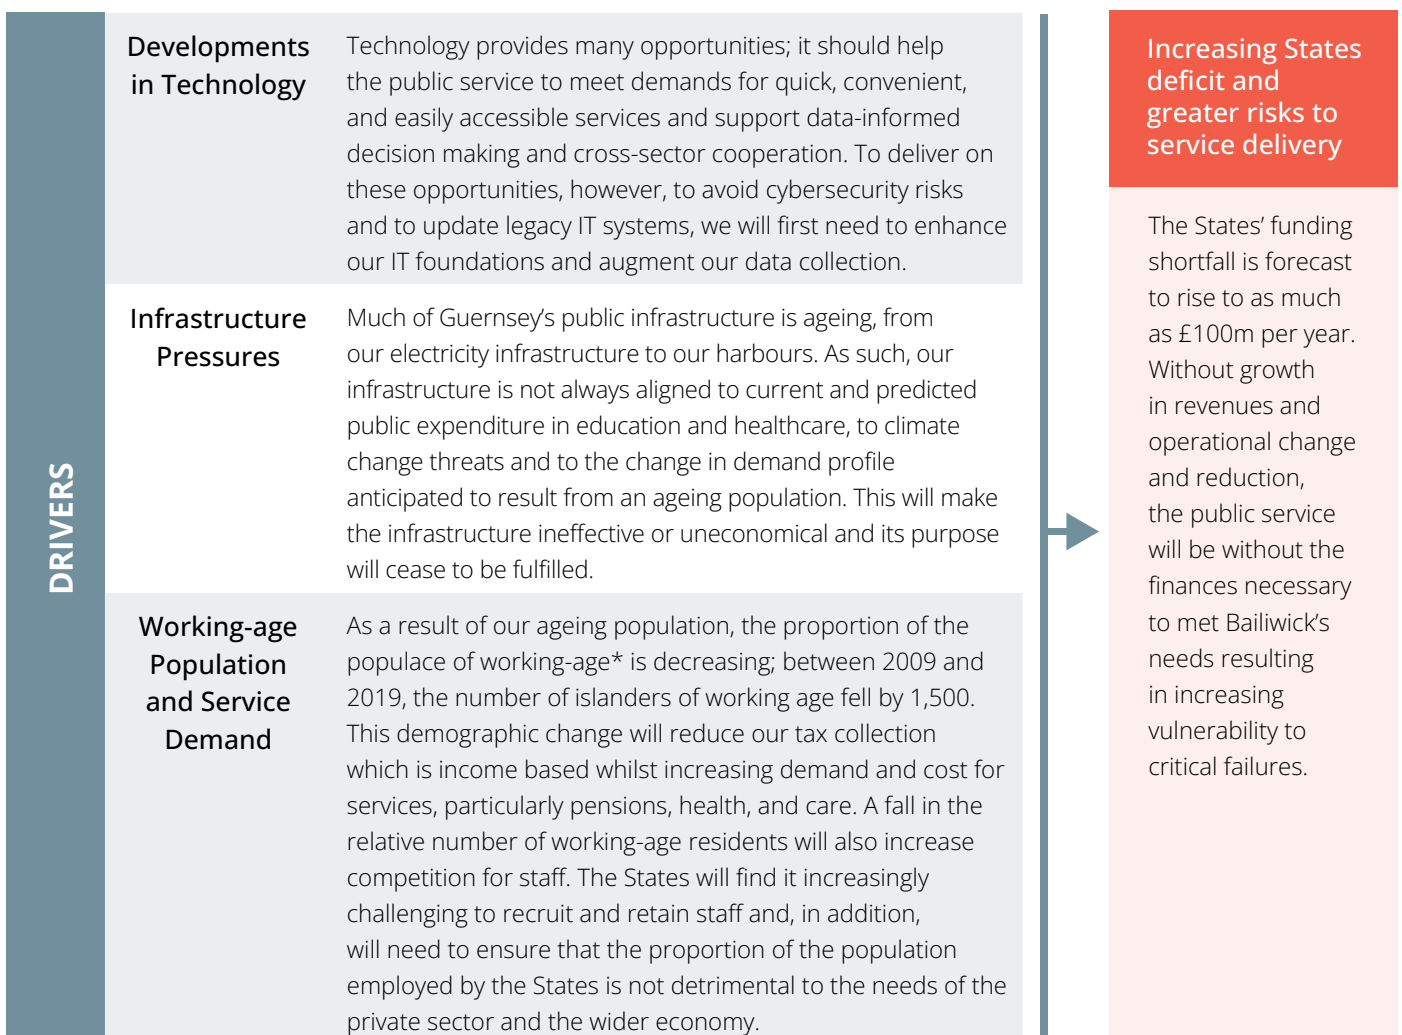 DRIVERS
Developments
in Technology
Technology provides many opportunities; it should help
the public service to meet demands for quick, convenient,
and easily accessible services and support data-informed
decision making and cross-sector cooperation. To deliver on
these opportunities, however, to avoid cybersecurity risks
and to update legacy IT systems, we will first need to enhance
our IT foundations and augment our data collection.
Infrastructure
Pressures
Much of Guernsey’s public infrastructure is ageing, from
our electricity infrastructure to our harbours. As such, our
infrastructure is not always aligned to current and predicted
public expenditure in education and healthcare, to climate
change threats and to the change in demand profile
anticipated to result from an ageing population. This will make
the infrastructure ineffective or uneconomical and its purpose
will cease to be fulfilled.
Working-age
Population
and Service
Demand
As a result of our ageing population, the proportion of the
populace of working-age* is decreasing; between 2009 and
2019, the number of islanders of working age fell by 1,500.
This demographic change will reduce our tax collection
which is income based whilst increasing demand and cost for
services, particularly pensions, health, and care. A fall in the
relative number of working-age residents will also increase
competition for staff. The States will find it increasingly
challenging to recruit and retain staff and, in addition,
will need to ensure that the proportion of the population
employed by the States is not detrimental to the needs of the
private sector and the wider economy.
Increasing States
deficit and
greater risks to
service delivery
The States’ funding
shortfall is forecast
to rise to as much
as £100m per year.
Without growth
in revenues and
operational change
and reduction,
the public service
will be without the
finances necessary
to met Bailiwick’s
needs resulting
in increasing
vulnerability to
critical failures.